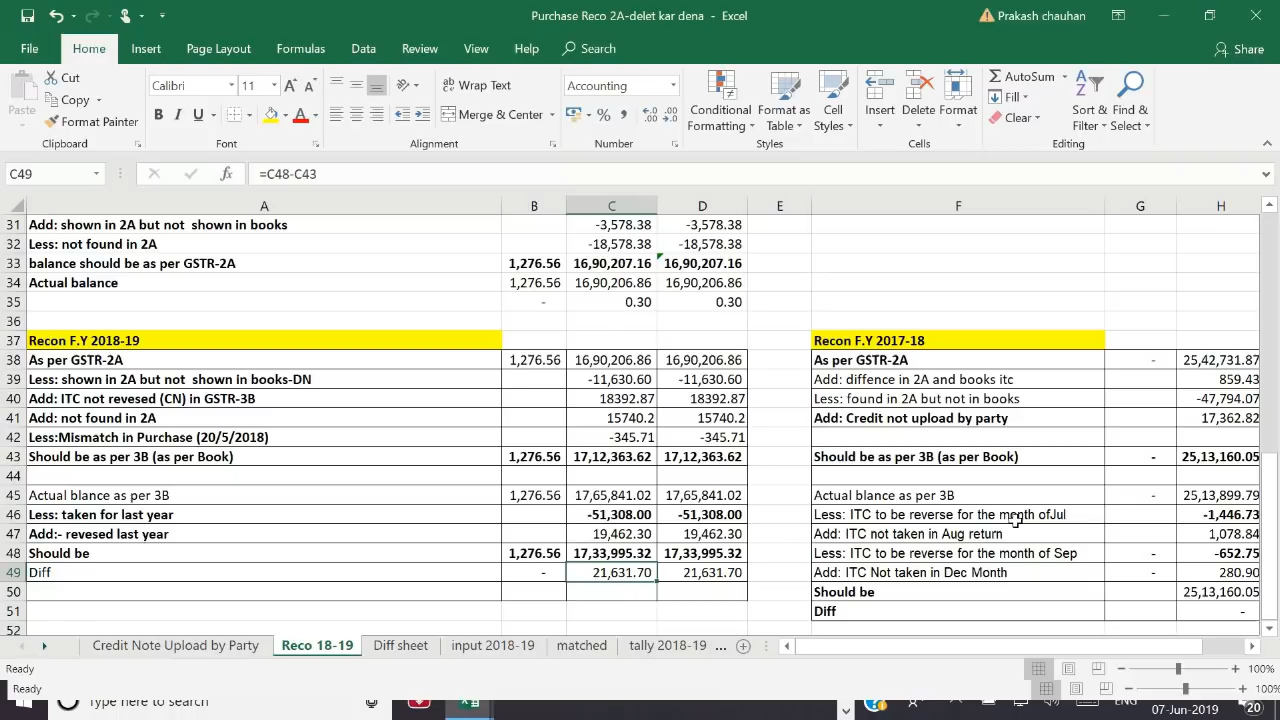 Purchase Reco 2A-delet kar dena - Excel
Prakash chauhan
File Home Insert Page Layout Formulas Data Review View Help Search Share
Paste Cut Copy Format Painter
Calibri 11 A A
B I U A
ab Wrap Text
Merge & Center
Accounting
% , .00
Conditional Formatting Format as Table Cell Styles
Insert Delete Format
AutoSum Fill Clear
Sort & Filter Find & Select
Clipboard Font Alignment Number Styles Cells Editing
C49 fx =C48-C43
A B C D E F G H
31 Add: shown in 2A but not shown in books -3,578.38 -3,578.38
32 Less: not found in 2A -18,578.38 -18,578.38
33 balance should be as per GSTR-2A 1,276.56 16,90,207.16 16,90,207.16
34 Actual balance 1,276.56 16,90,206.86 16,90,206.86
35 - 0.30 0.30
36
37 Recon F.Y 2018-19 Recon F.Y 2017-18
38 As per GSTR-2A 1,276.56 16,90,206.86 16,90,206.86 As per GSTR-2A - 25,42,731.87
39 Less: shown in 2A but not shown in books-DN -11,630.60 -11,630.60 Add: diffence in 2A and books itc 859.43
40 Add: ITC not revesed (CN) in GSTR-3B 18392.87 18392.87 Less: found in 2A but not in books -47,794.07
41 Add: not found in 2A 15740.2 15740.2 Add: Credit not upload by party 17,362.82
42 Less:Mismatch in Purchase (20/5/2018) -345.71 -345.71
43 Should be as per 3B (as per Book) 1,276.56 17,12,363.62 17,12,363.62 Should be as per 3B (as per Book) - 25,13,160.05
44
45 Actual blance as per 3B 1,276.56 17,65,841.02 17,65,841.02 Actual blance as per 3B - 25,13,899.79
46 Less: taken for last year -51,308.00 -51,308.00 Less: ITC to be reverse for the month ofJul -1,446.73
47 Add:- revesed last year 19,462.30 19,462.30 Add: ITC not taken in Aug return 1,078.84
48 Should be 1,276.56 17,33,995.32 17,33,995.32 Less: ITC to be reverse for the month of Sep - -652.75
49 Diff - 21,631.70 21,631.70 Add: ITC Not taken in Dec Month - 280.90
50 Should be 25,13,160.05
51 Diff -
52
Credit Note Upload by Party Reco 18-19 Diff sheet input 2018-19 matched tally 2018-19 ...
Ready 100%
Ready 100%
Type here to search ENG 07-Jun-2019 20